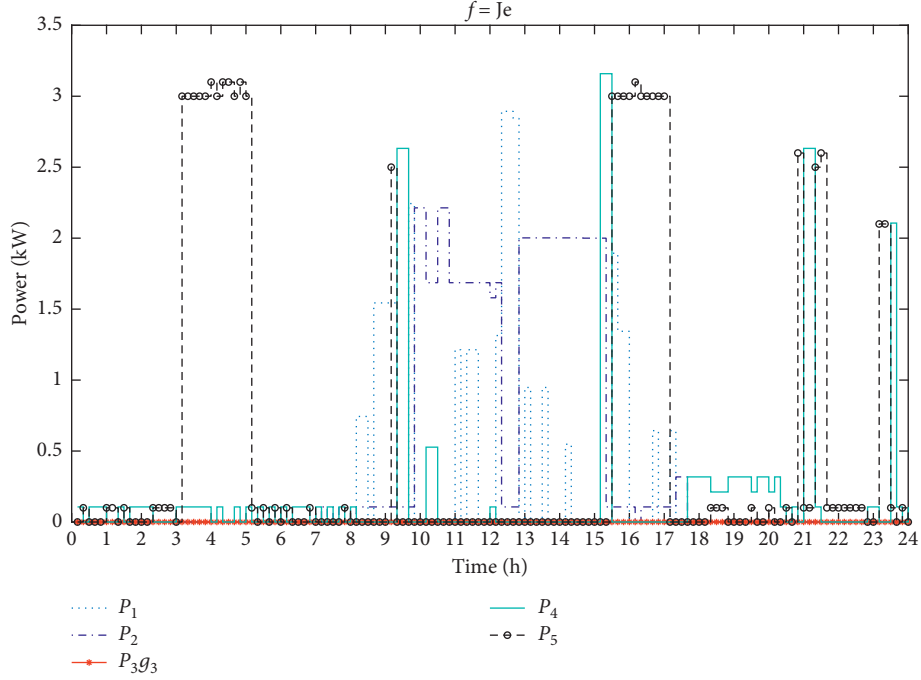 f = Je
3.5
3
2.5
2
1.5
1
0.5
0
Power (kW)
0 1 2 3 4 5 6 7 8 9 10 11 12 13 14 15 16 17 18 19 20 21 22 23 24
Time (h)
P1
P2
P3g3
P4
P5